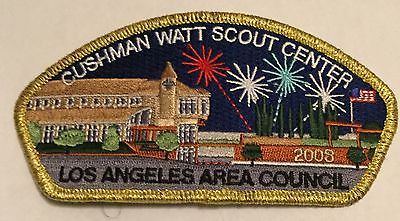 CUSHMAN WATT SCOUT CENTER
2008
LOS ANGELES AREA COUNCIL